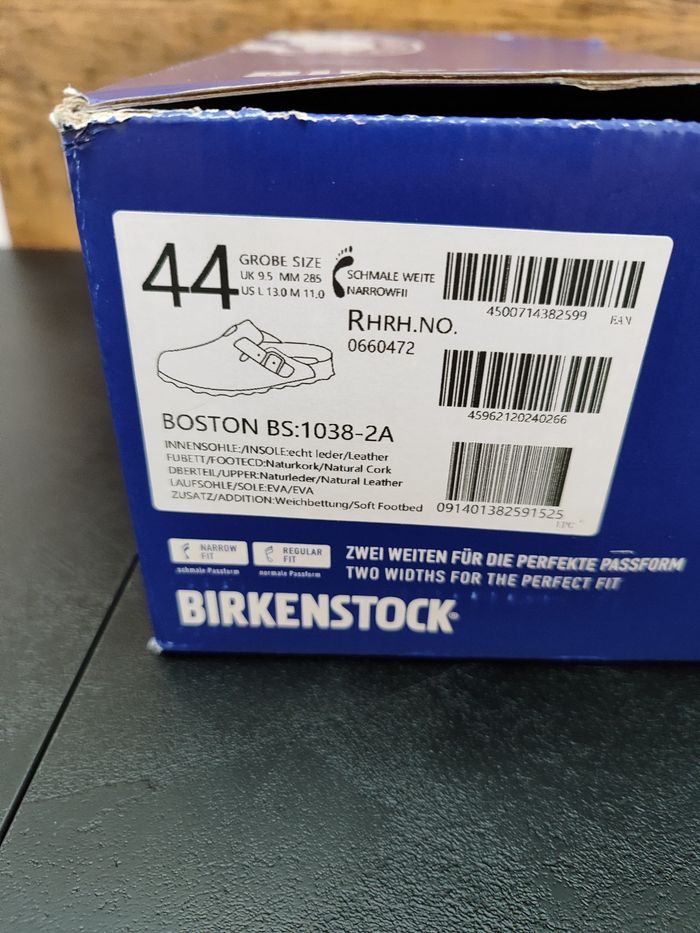 44
GROBE SIZE
UK 9.5 MM 285
US L 13.0 M 11.0
SCHMALE WEITE
NARROWFII
RHRH.NO.
0660472
4500714382599
EAN
45962120240266
BOSTON BS:1038-2A
INNENSOHLE:/INSOLE:echt leder/Leather
FUBETT/FOOTECD:Naturkork/Natural Cork
DBERTEIL/UPPER:Naturleder/Natural Leather
LAUFSOHLE/SOLE:EVA/EVA
ZUSATZ/ADDITION:Weichbettung/Soft Footbed
091401382591525
NARROW
FIT
schmale Passform
REGULAR
FIT
normale Passform
ZWEI WEITEN FÜR DIE PERFEKTE PASSFORM
TWO WIDTHS FOR THE PERFECT FIT
BIRKENSTOCK